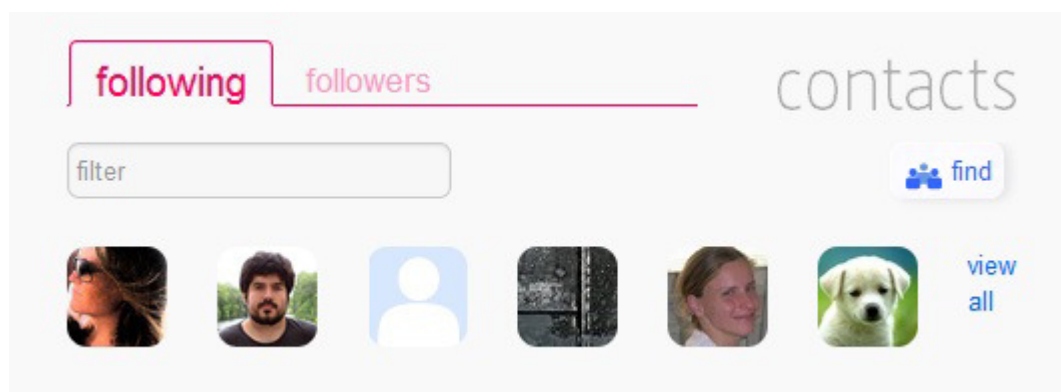 following
followers
contacts
filter
find
view
all